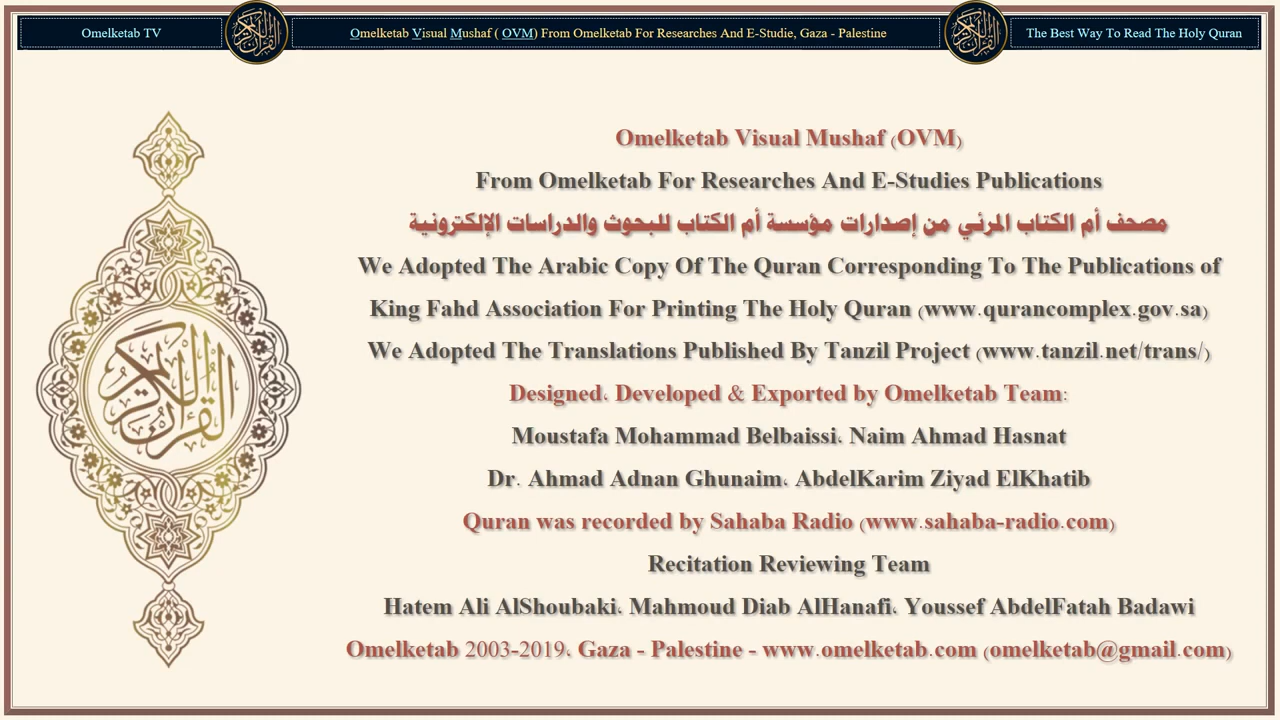 Omelketab TV
Omelketab Visual Mushaf ( OVM) From Omelketab For Researches And E-Studie, Gaza - Palestine
The Best Way To Read The Holy Quran
القرآن الكريم
Omelketab Visual Mushaf (OVM)
From Omelketab For Researches And E-Studies Publications
مصحف أم الكتاب المرئي من إصدارات مؤسسة أم الكتاب للبحوث والدراسات الإلكترونية
We Adopted The Arabic Copy Of The Quran Corresponding To The Publications of
King Fahd Association For Printing The Holy Quran (www.qurancomplex.gov.sa)
We Adopted The Translations Published By Tanzil Project (www.tanzil.net/trans/)
Designed، Developed & Exported by Omelketab Team:
Moustafa Mohammad Belbaissi، Naim Ahmad Hasnat
Dr. Ahmad Adnan Ghunaim، AbdelKarim Ziyad ElKhatib
Quran was recorded by Sahaba Radio (www.sahaba-radio.com)
Recitation Reviewing Team
Hatem Ali AlShoubaki، Mahmoud Diab AlHanafi، Youssef AbdelFatah Badawi
Omelketab 2003-2019، Gaza - Palestine - www.omelketab.com (omelketab@gmail.com)